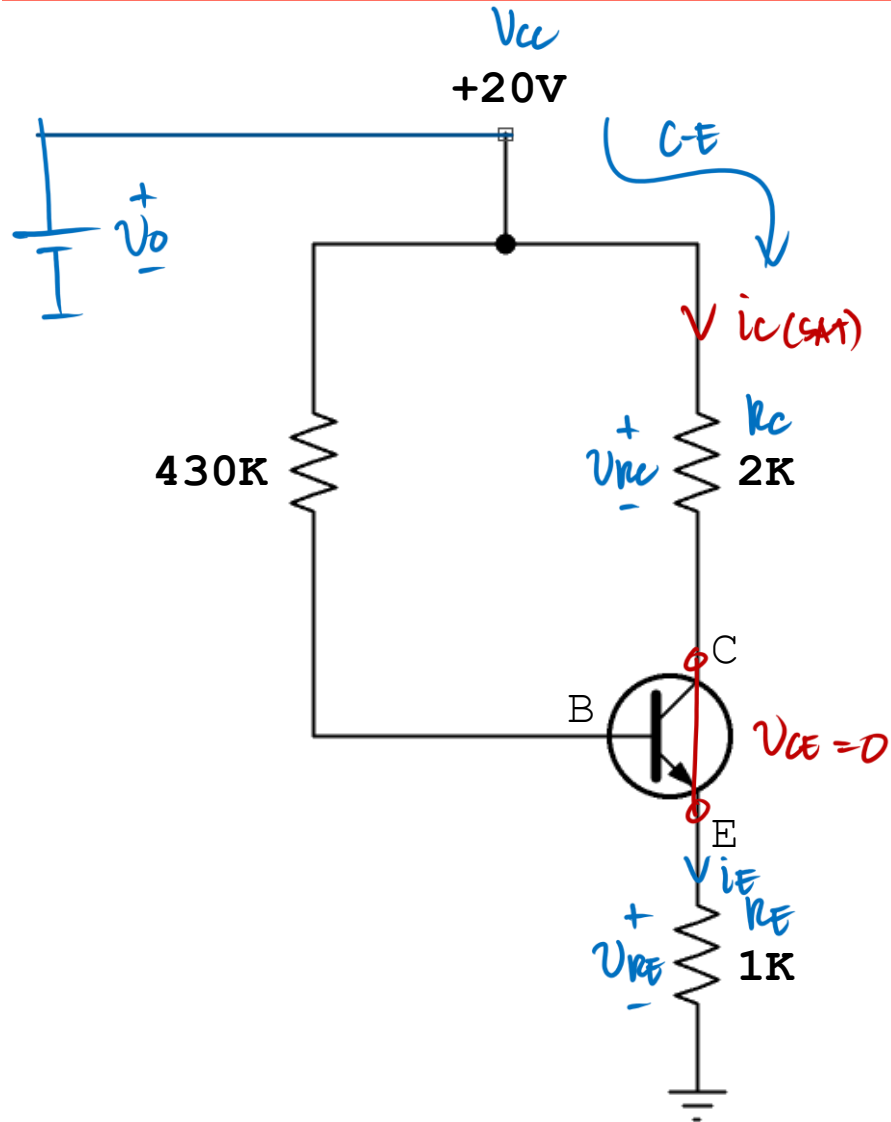 Vcc
+20V
C-E
+
Vo
-
ic(SAT)
+
VRC
-
RC
2K
430K
C
B
VCE=0
E
iE
+
VRE
-
RE
1K